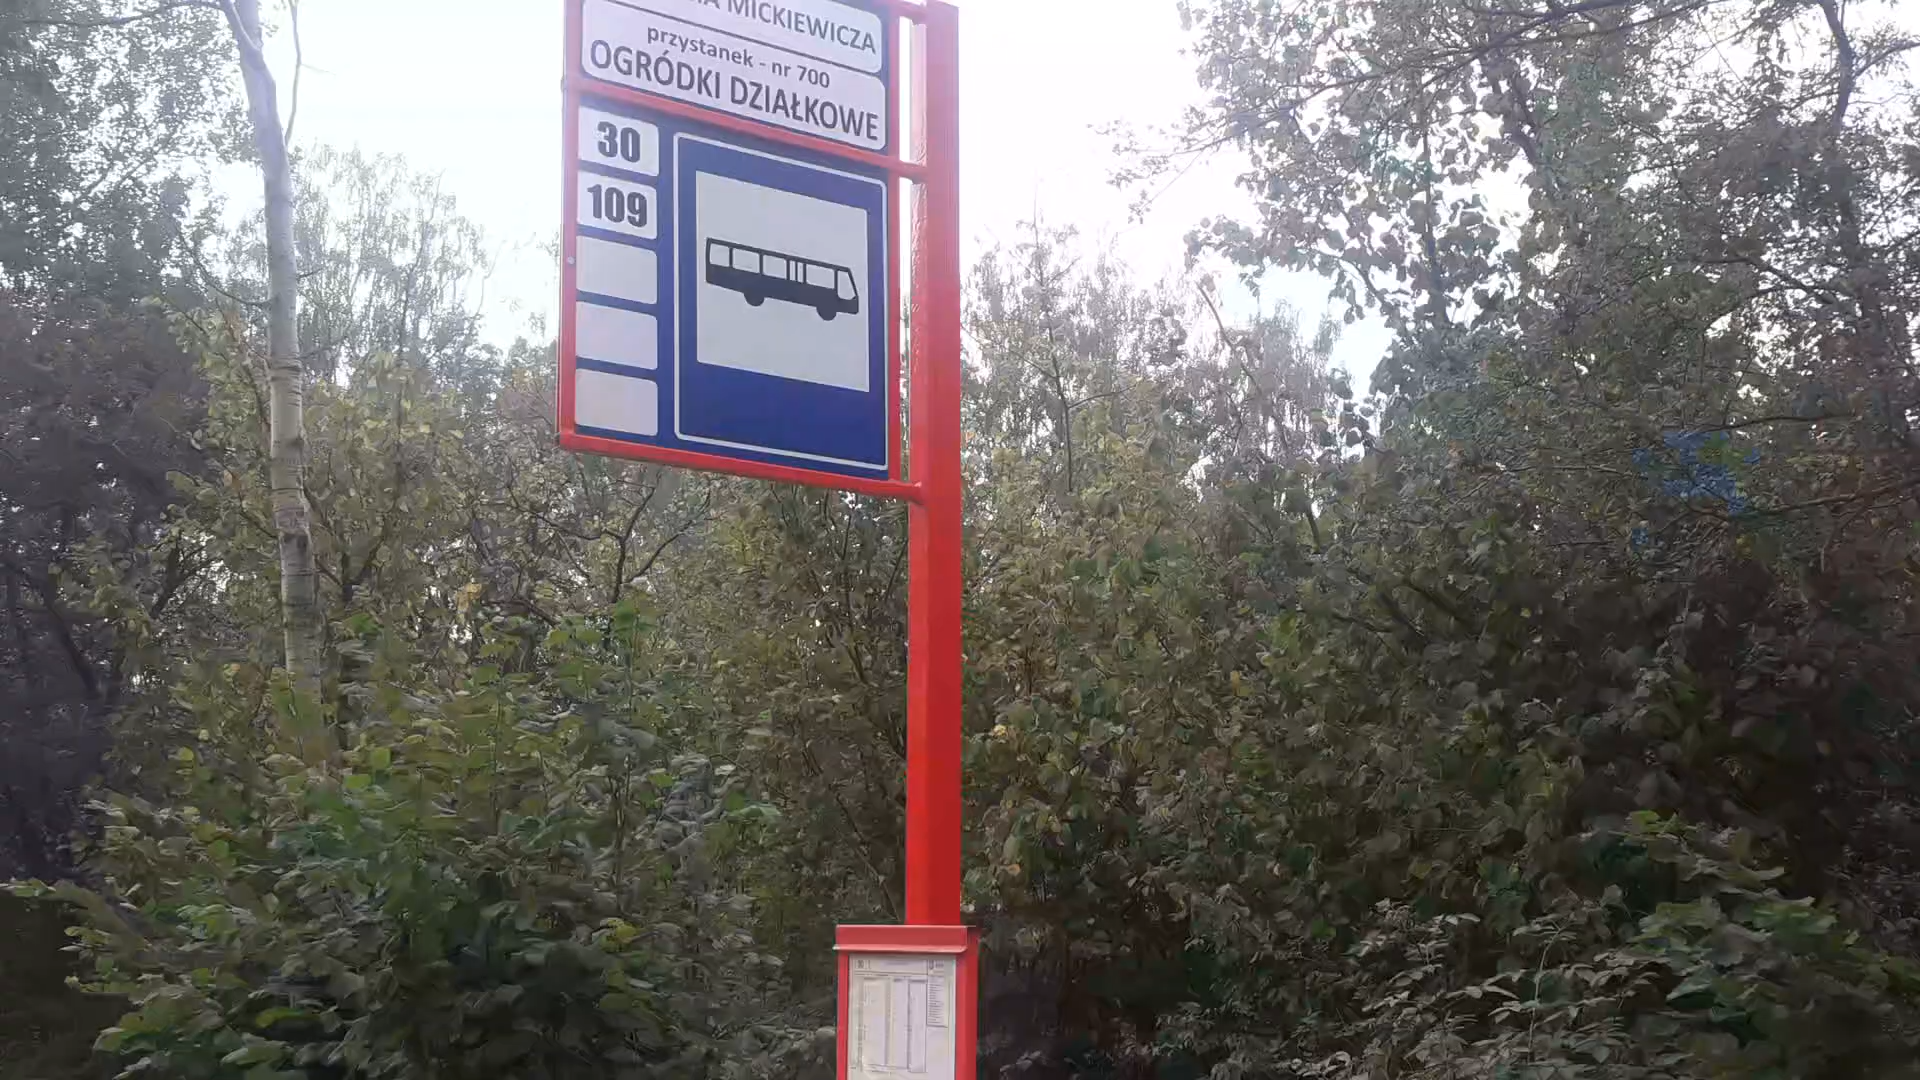 MICKIEWICZA
przystanek - nr 700
OGRÓDKI DZIAŁKOWE
30
109